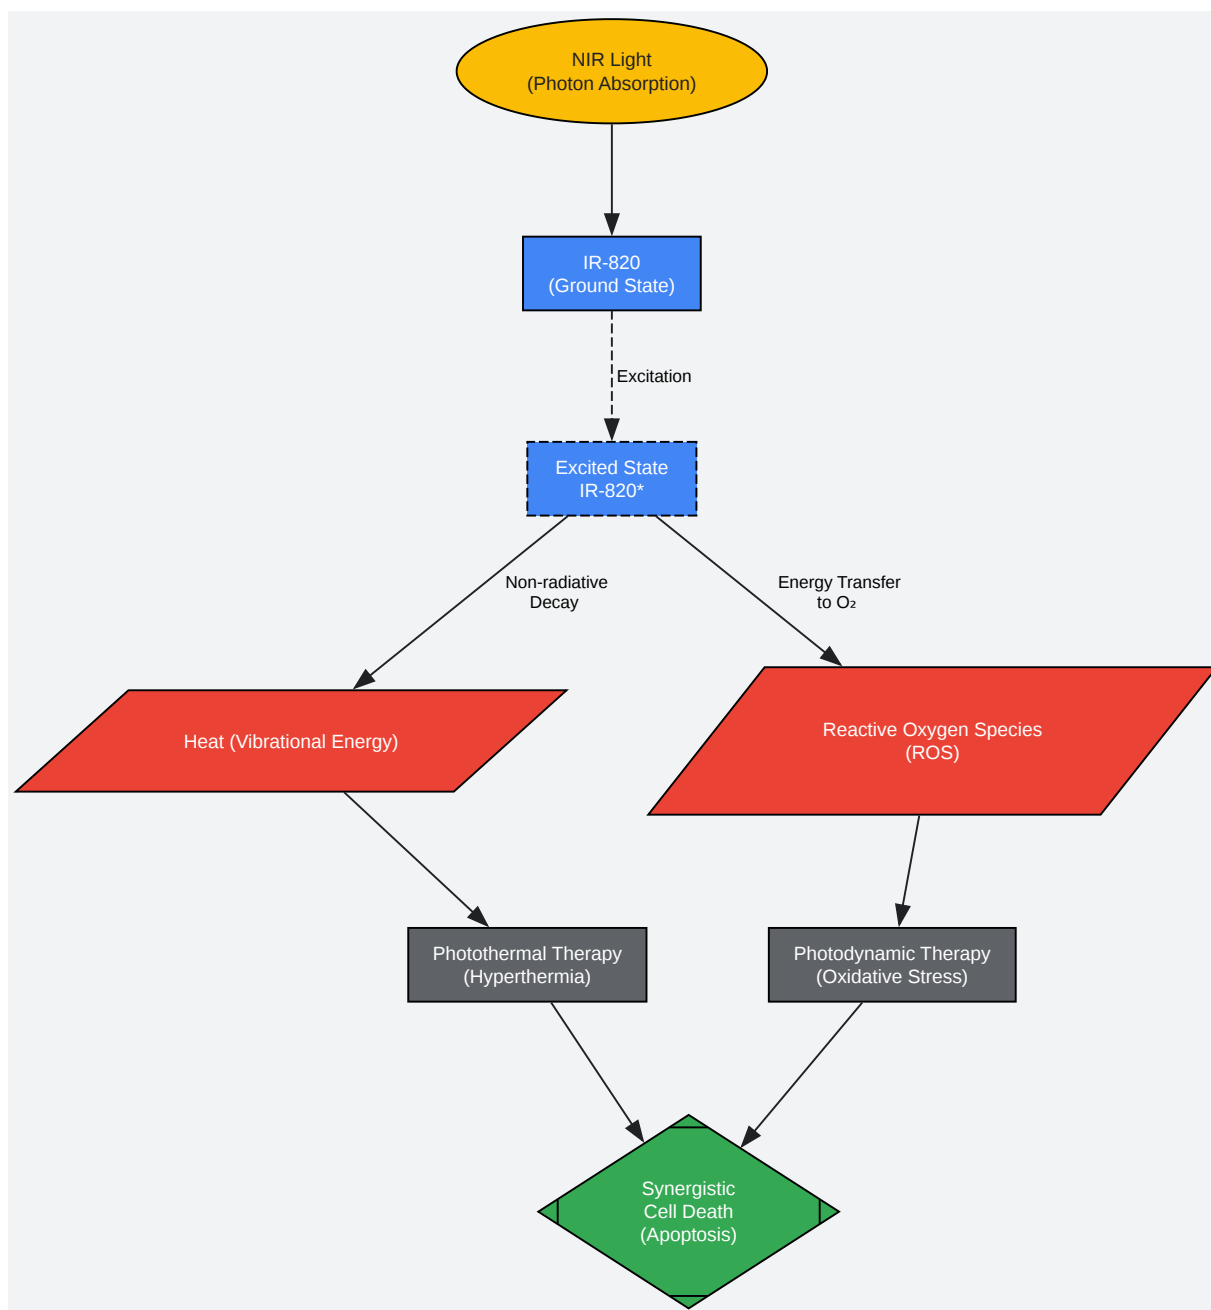 NIR Light
(Photon Absorption)
IR-820
(Ground State)
Excitation
Excited State
IR-820*
Non-radiative
Decay
Energy Transfer
to O₂
Heat (Vibrational Energy)
Reactive Oxygen Species
(ROS)
Photothermal Therapy
(Hyperthermia)
Photodynamic Therapy
(Oxidative Stress)
Synergistic
Cell Death
(Apoptosis)